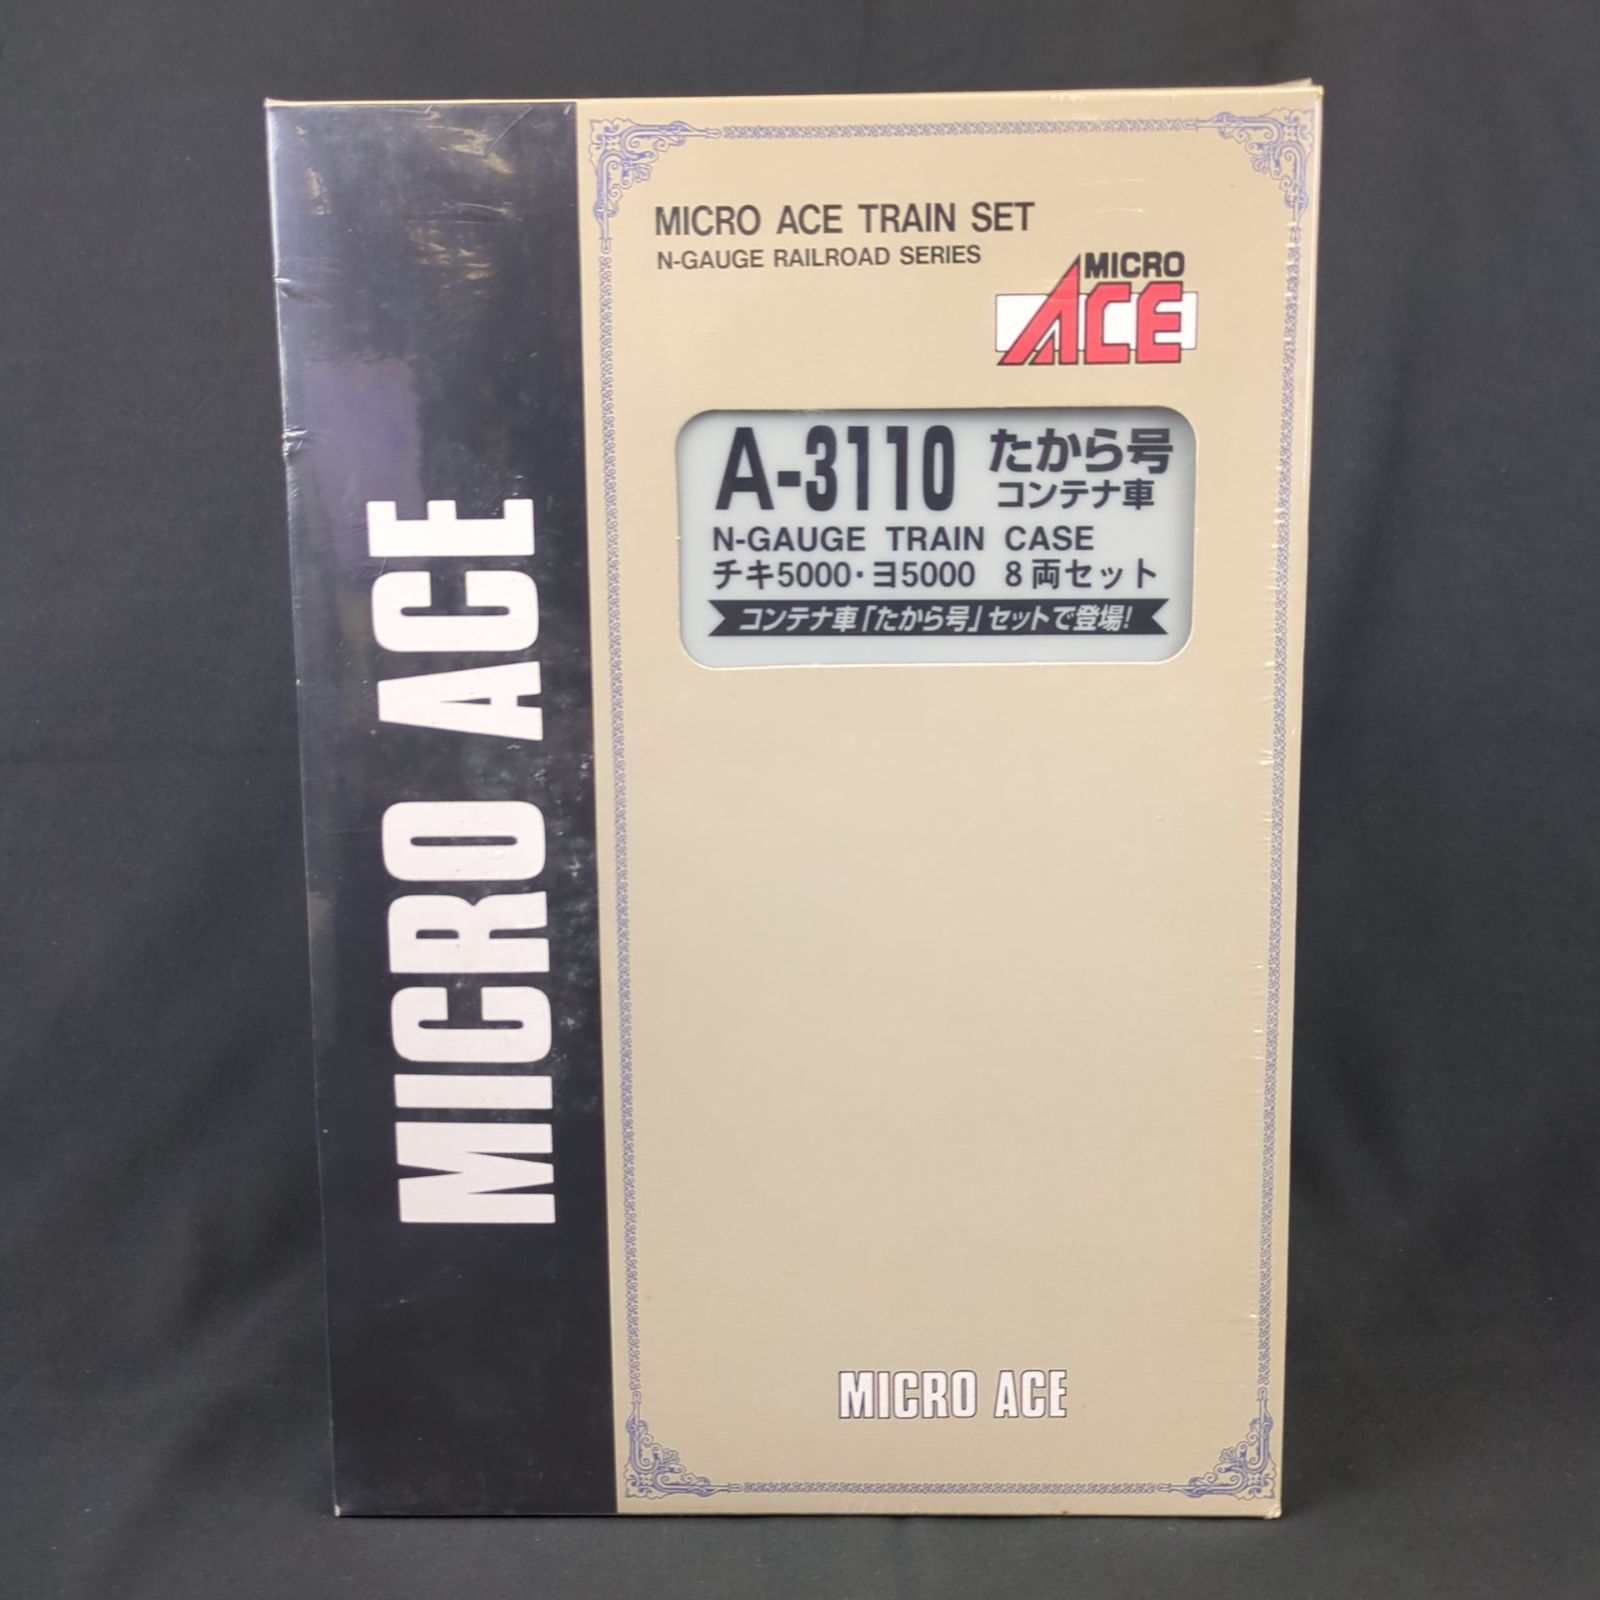 MICRO ACE
MICRO ACE TRAIN SET
N-GAUGE RAILROAD SERIES
MICRO
ACE
A-3110 たから号
コンテナ車
N-GAUGE TRAIN CASE
チキ5000・ヨ5000 8両セット
コンテナ車「たから号」セットで登場!
MICRO ACE